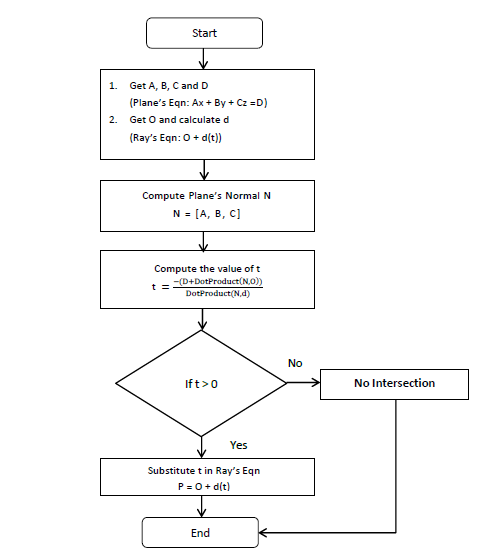 Start
1. Get A, B, C and D
(Plane's Eqn: Ax + By + Cz =D)
2. Get O and calculate d
(Ray's Eqn: O + d(t))
Compute Plane's Normal N
N = [A, B, C]
Compute the value of t
t = −(D+DotProduct(N,O))
DotProduct(N,d)
If t > 0
No
No Intersection
Yes
Substitute t in Ray's Eqn
P = O + d(t)
End